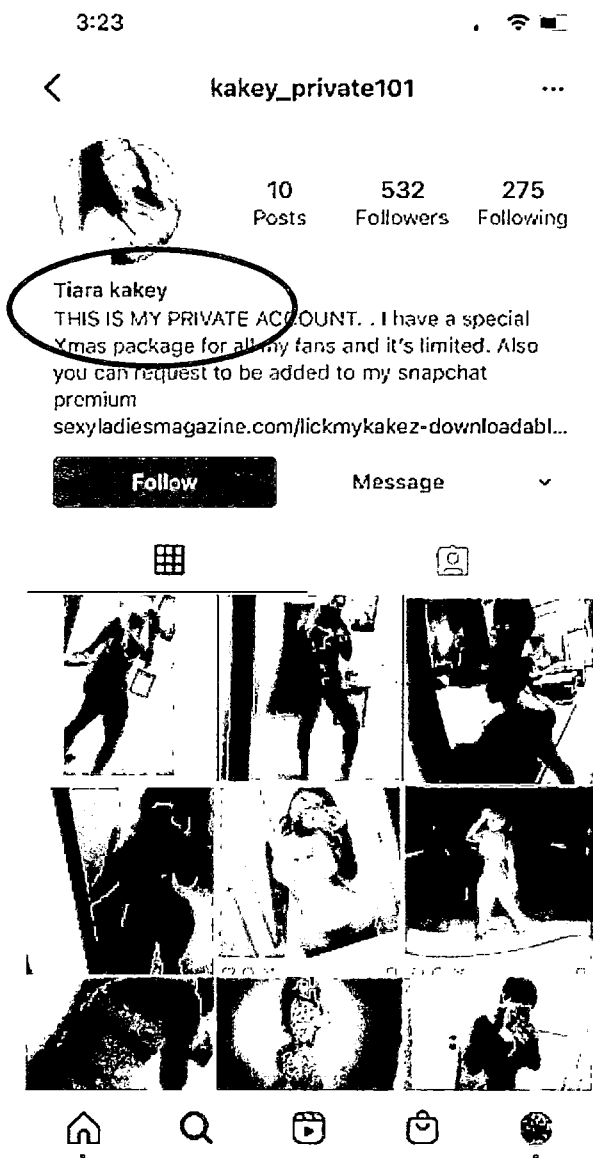 3:23
kakey_private101
10 532 275
Posts Followers Following
Tiara kakey
THIS IS MY PRIVATE ACCOUNT. . I have a special
Xmas package for all my fans and it's limited. Also
you can request to be added to my snapchat
premium
sexyladiesmagazine.com/lickmykakez-downloadabl...
Follow Message